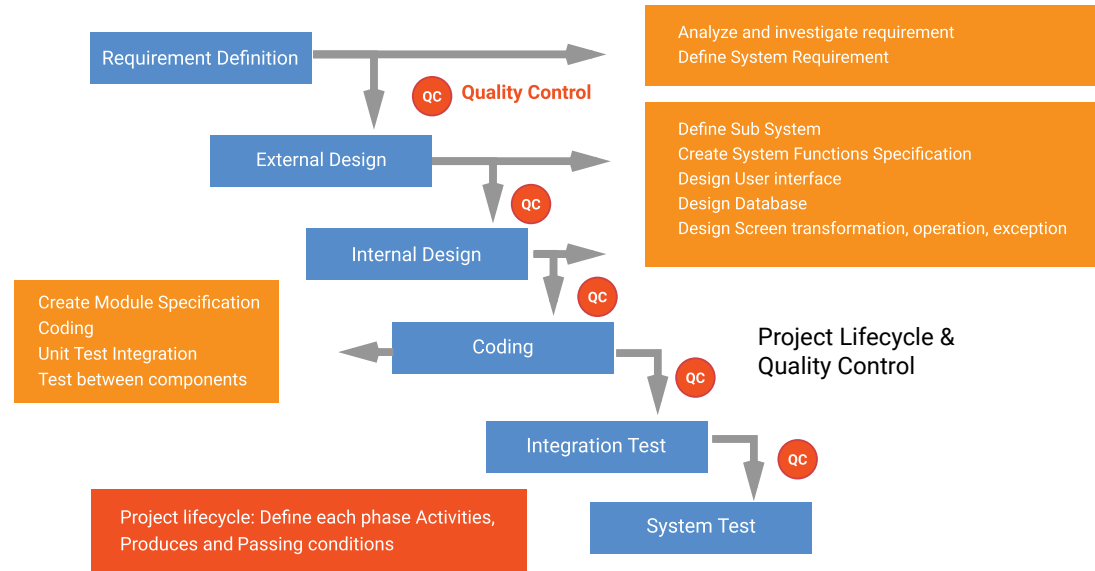 Requirement Definition
Analyze and investigate requirement
Define System Requirement
QC
Quality Control
External Design
Define Sub System
Create System Functions Specification
Design User interface
Design Database
Design Screen transformation, operation, exception
QC
Internal Design
QC
Create Module Specification
Coding
Unit Test Integration
Test between components
Coding
Project Lifecycle &
Quality Control
QC
Integration Test
QC
Project lifecycle: Define each phase Activities,
Produces and Passing conditions
System Test